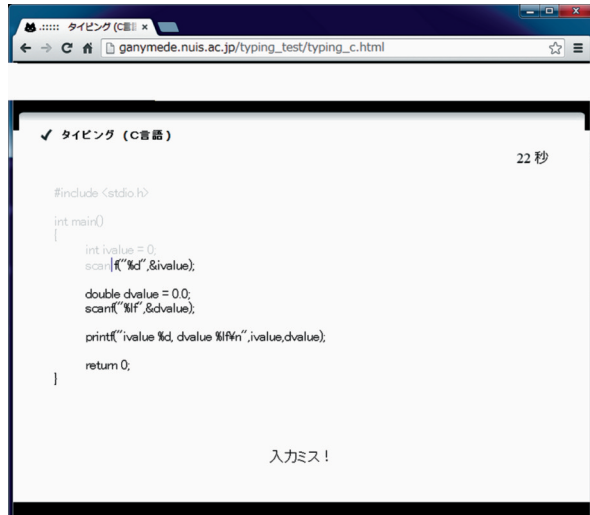 タイピング (C言
ganymede.nuis.ac.jp/typing_test/typing_c.html
タイピング (C言語)
22 秒
#include <stdio.h>
int main()
{
int ivalue = 0;
scanf("%d",&ivalue);
double dvalue = 0.0;
scanf("%lf",&dvalue);
printf("ivalue %d, dvalue %lf¥n",ivalue,dvalue);
return 0;
}
入力ミス！